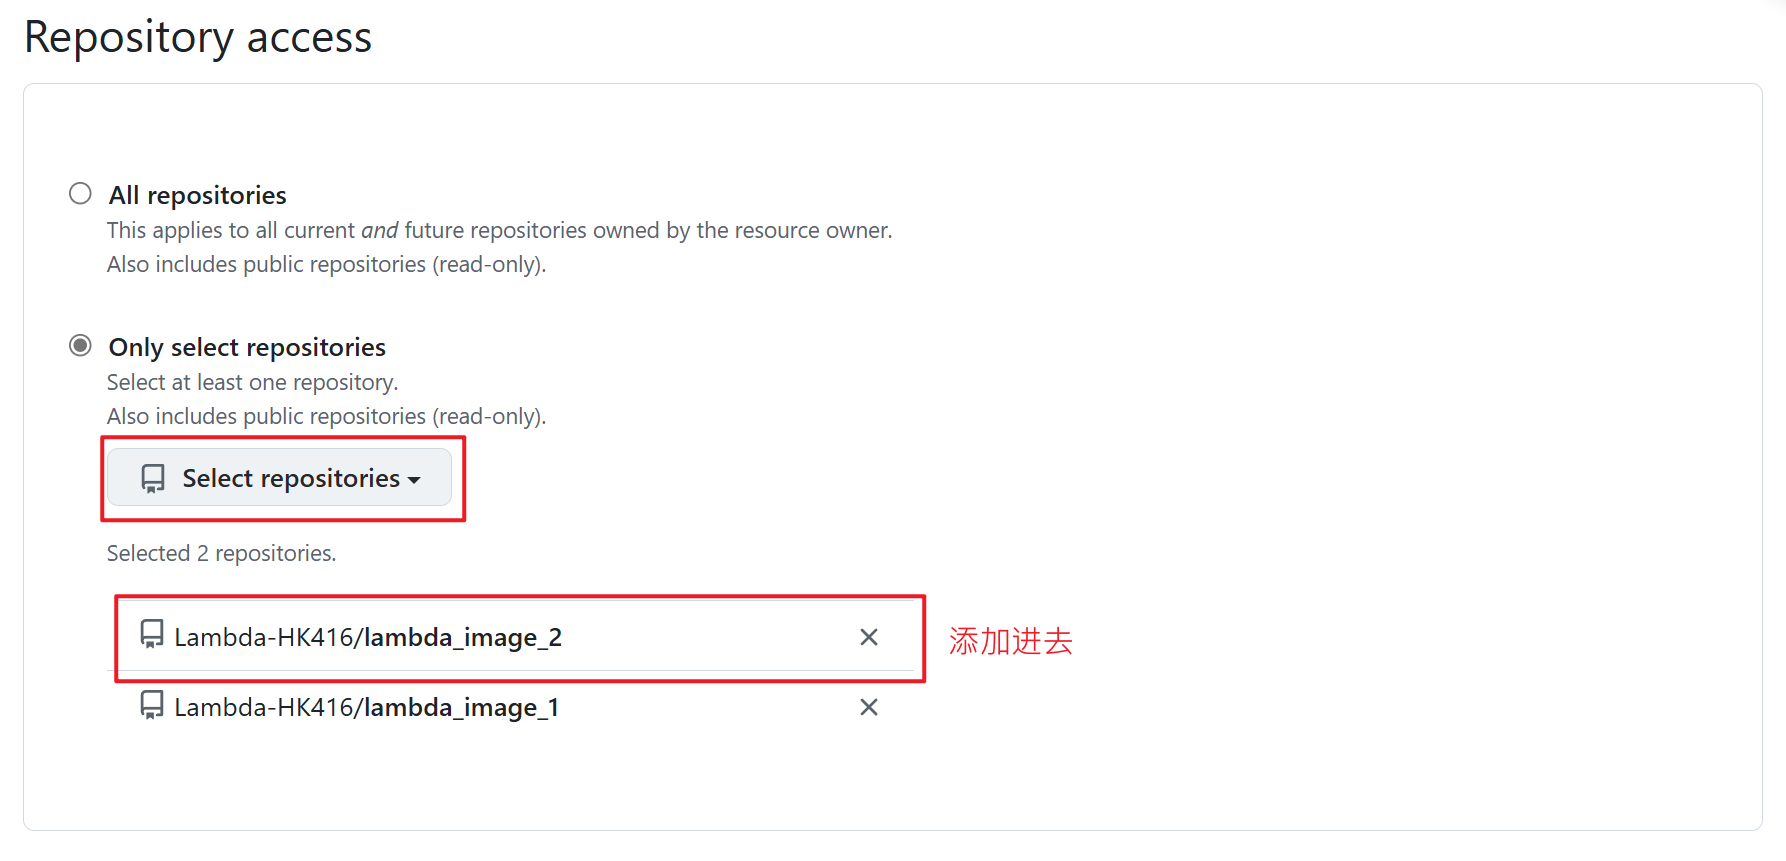 Repository access
All repositories
This applies to all current and future repositories owned by the resource owner.
Also includes public repositories (read-only).
Only select repositories
Select at least one repository.
Also includes public repositories (read-only).
Select repositories
Selected 2 repositories.
Lambda-HK416/lambda_image_2
添加进去
Lambda-HK416/lambda_image_1